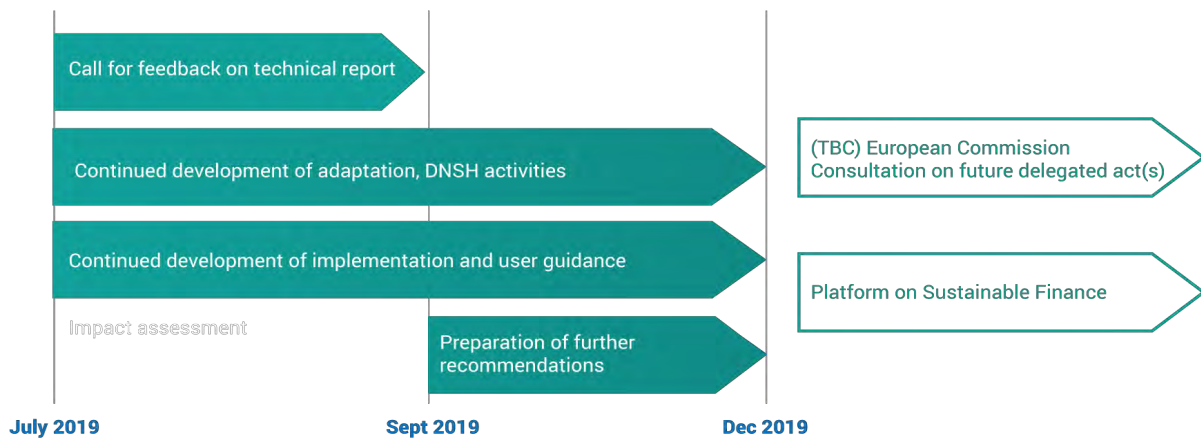 Call for feedback on technical report
Continued development of adaptation, DNSH activities
(TBC) European Commission
Consultation on future delegated act(s)
Continued development of implementation and user guidance
Platform on Sustainable Finance
Impact assessment
Preparation of further
recommendations
July 2019
Sept 2019
Dec 2019